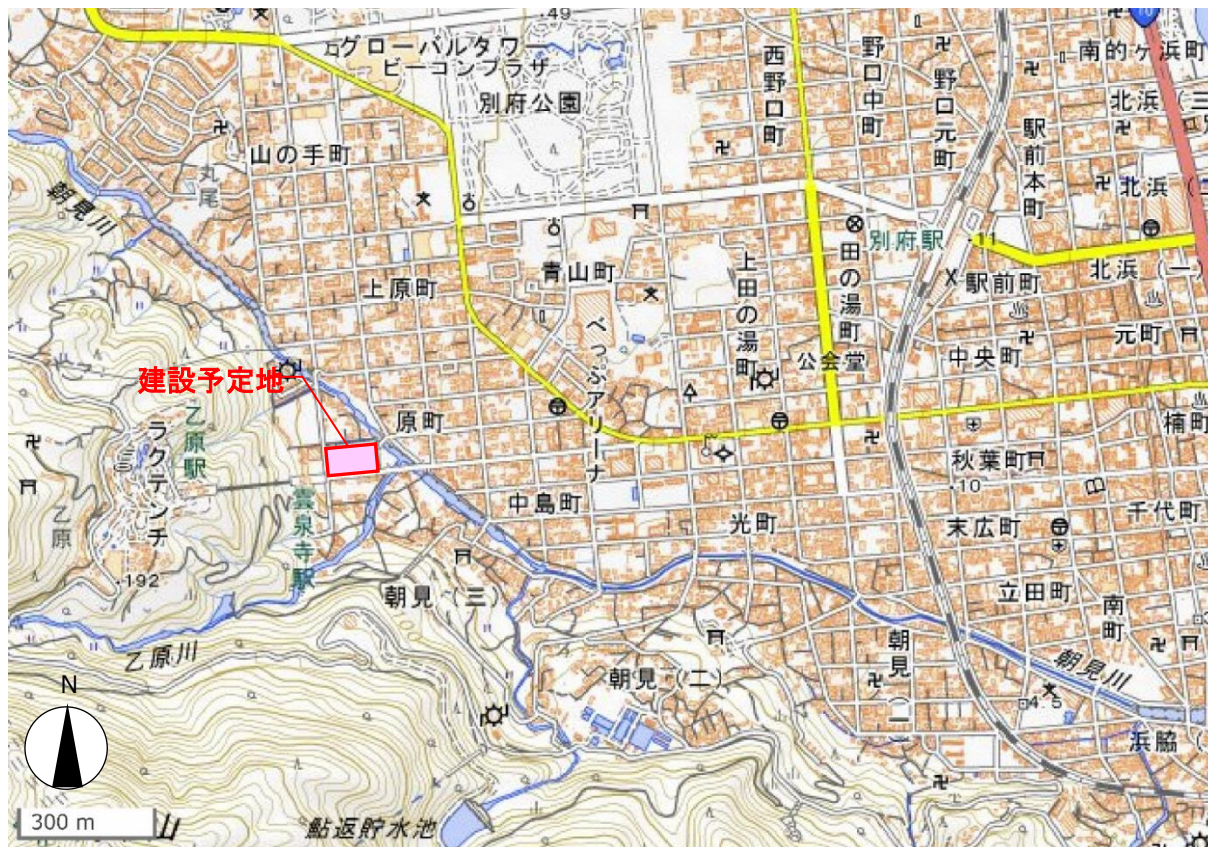 ・49
グローバルタワー
ビーコンプラザ
別府公園
西野口町
野口中町
野口元町
南的ケ浜町
北浜(三
駅前本町
北浜(二
山の手町
丸尾
朝見川
別府駅
・11
駅前町
北浜(一)
青山町
上原町
上田の湯町
田の湯町
公会堂
元町
中央町
べっぷアリーナ
建設予定地
原町
乙原駅
ラクテンチ
乙原
雲泉寺駅
・192
中島町
光町
楠町
秋葉町
・10
末広町
千代町
立田町
南町
朝見(三)
乙原川
朝見(二)
朝見(一)
朝見川
4.5
浜脇(
N
300 m
山
鮎返貯水池